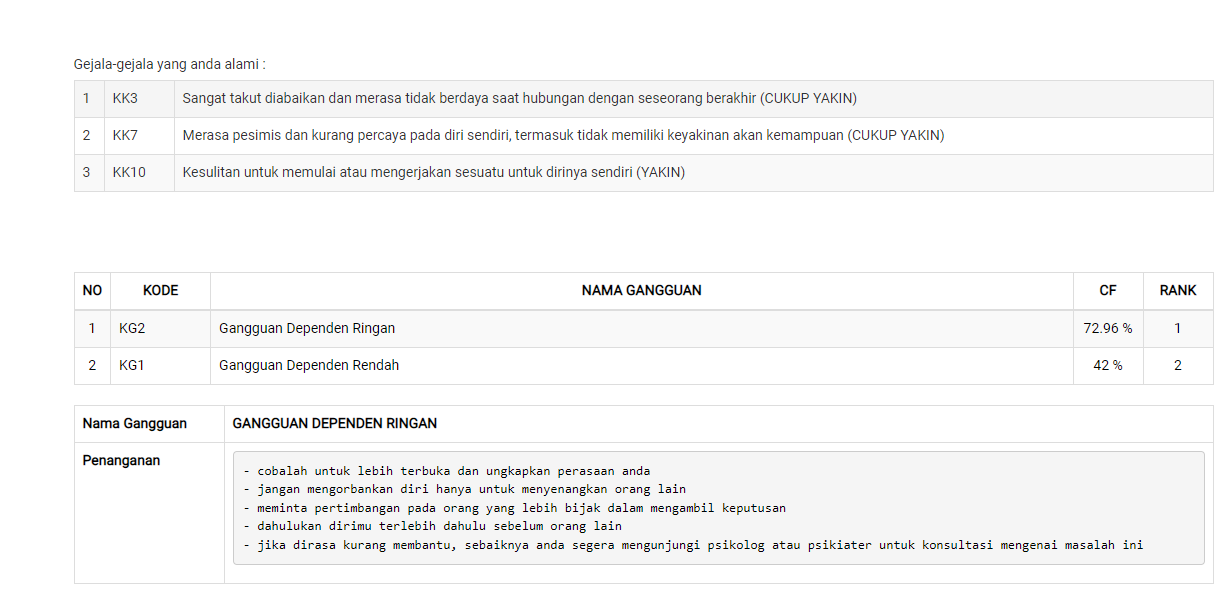 Gejala-gejala yang anda alami :
1 KK3 Sangat takut diabaikan dan merasa tidak berdaya saat hubungan dengan seseorang berakhir (CUKUP YAKIN)
2 KK7 Merasa pesimis dan kurang percaya pada diri sendiri, termasuk tidak memiliki keyakinan akan kemampuan (CUKUP YAKIN)
3 KK10 Kesulitan untuk memulai atau mengerjakan sesuatu untuk dirinya sendiri (YAKIN)
NO KODE NAMA GANGGUAN CF RANK
1 KG2 Gangguan Dependen Ringan 72.96 % 1
2 KG1 Gangguan Dependen Rendah 42 % 2
Nama Gangguan GANGGUAN DEPENDEN RINGAN
Penanganan
- cobalah untuk lebih terbuka dan ungkapkan perasaan anda
- jangan mengorbankan diri hanya untuk menyenangkan orang lain
- meminta pertimbangan pada orang yang lebih bijak dalam mengambil keputusan
- dahulukan dirimu terlebih dahulu sebelum orang lain
- jika dirasa kurang membantu, sebaiknya anda segera mengunjungi psikolog atau psikiater untuk konsultasi mengenai masalah ini